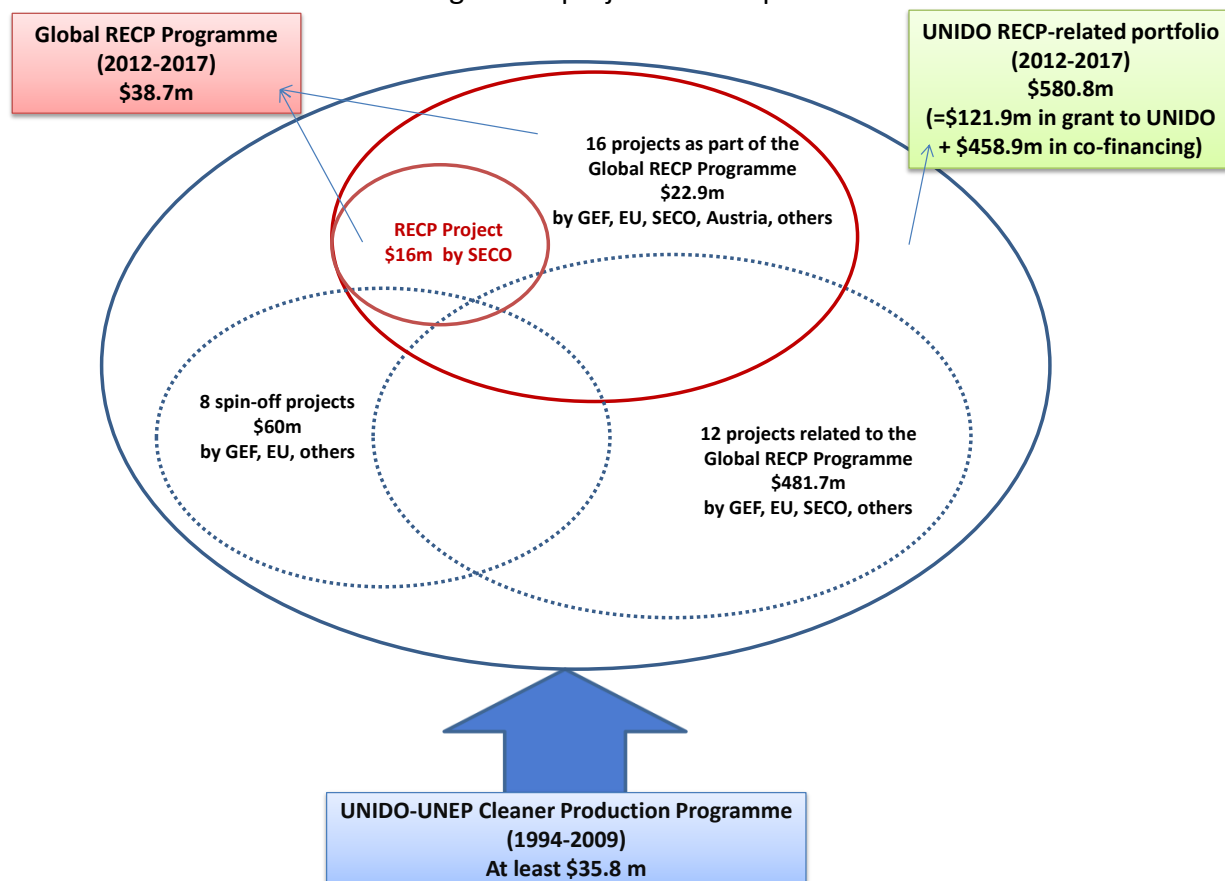 Global RECP Programme
(2012-2017)
$38.7m
UNIDO RECP-related portfolio
(2012-2017)
$580.8m
(=$121.9m in grant to UNIDO
+ $458.9m in co-financing)
16 projects as part of the
Global RECP Programme
$22.9m
by GEF, EU, SECO, Austria, others
RECP Project
$16m by SECO
8 spin-off projects
$60m
by GEF, EU, others
12 projects related to the
Global RECP Programme
$481.7m
by GEF, EU, SECO, others
UNIDO-UNEP Cleaner Production Programme
(1994-2009)
At least $35.8 m